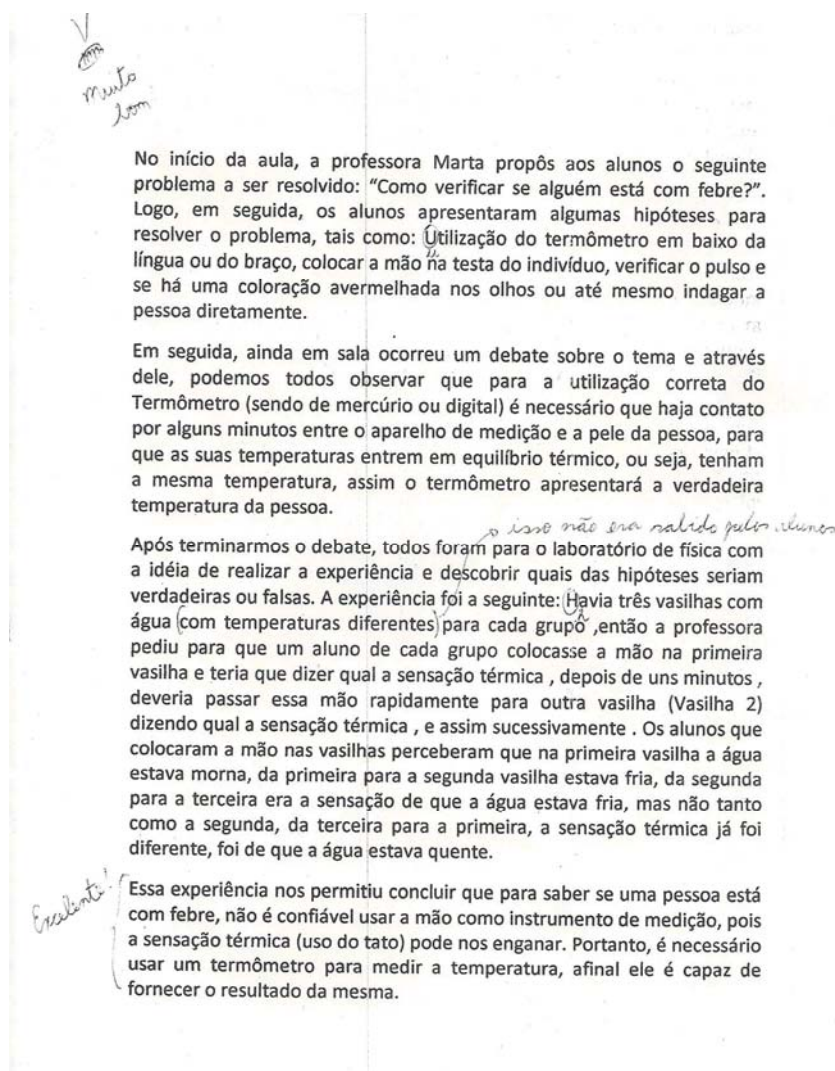 Muito
bom
No início da aula, a professora Marta propôs aos alunos o seguinte
problema a ser resolvido: “Como verificar se alguém está com febre?”.
Logo, em seguida, os alunos apresentaram algumas hipóteses para
resolver o problema, tais como: Utilização do termômetro em baixo da
língua ou do braço, colocar a mão na testa do indivíduo, verificar o pulso e
se há uma coloração avermelhada nos olhos ou até mesmo indagar a
pessoa diretamente.
Em seguida, ainda em sala ocorreu um debate sobre o tema e através
dele, podemos todos observar que para a utilização correta do
Termômetro (sendo de mercúrio ou digital) é necessário que haja contato
por alguns minutos entre o aparelho de medição e a pele da pessoa, para
que as suas temperaturas entrem em equilíbrio térmico, ou seja, tenham
a mesma temperatura, assim o termômetro apresentará a verdadeira
temperatura da pessoa.
isso não era sabido pelos alunos
Após terminarmos o debate, todos foram para o laboratório de física com
a idéia de realizar a experiência e descobrir quais das hipóteses seriam
verdadeiras ou falsas. A experiência foi a seguinte: Havia três vasilhas com
água (com temperaturas diferentes) para cada grupo ,então a professora
pediu para que um aluno de cada grupo colocasse a mão na primeira
vasilha e teria que dizer qual a sensação térmica , depois de uns minutos ,
deveria passar essa mão rapidamente para outra vasilha (Vasilha 2)
dizendo qual a sensação térmica , e assim sucessivamente . Os alunos que
colocaram a mão nas vasilhas perceberam que na primeira vasilha a água
estava morna, da primeira para a segunda vasilha estava fria, da segunda
para a terceira era a sensação de que a água estava fria, mas não tanto
como a segunda, da terceira para a primeira, a sensação térmica já foi
diferente, foi de que a água estava quente.
Excelente!
Essa experiência nos permitiu concluir que para saber se uma pessoa está
com febre, não é confiável usar a mão como instrumento de medição, pois
a sensação térmica (uso do tato) pode nos enganar. Portanto, é necessário
usar um termômetro para medir a temperatura, afinal ele é capaz de
fornecer o resultado da mesma.